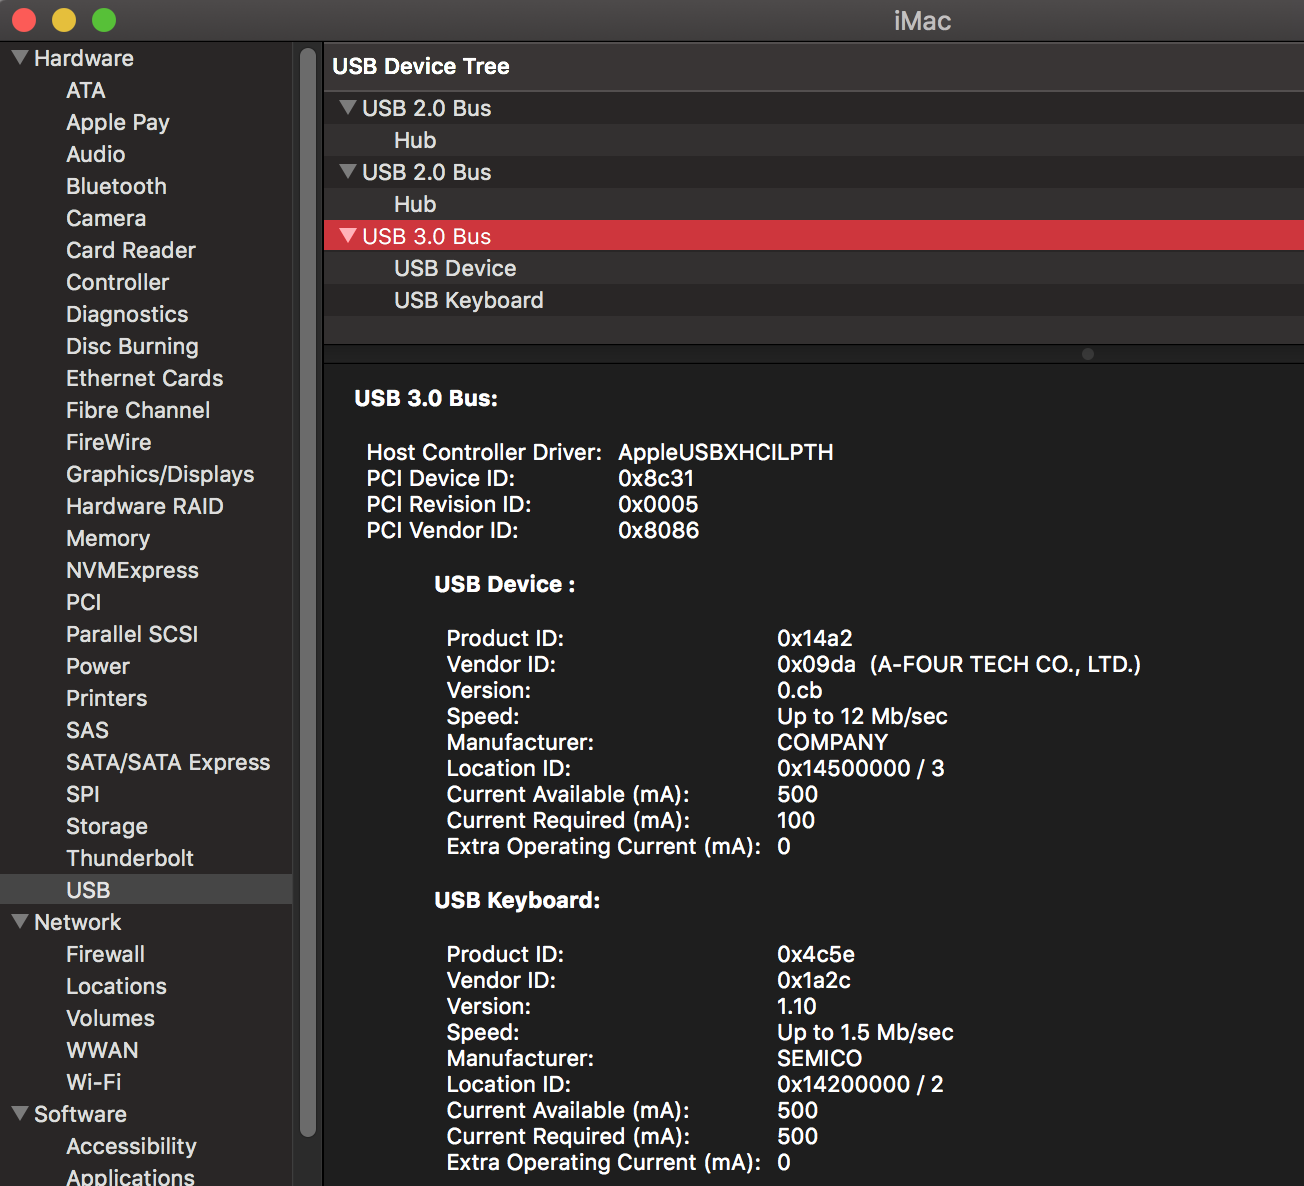 iMac
Hardware
ATA
Apple Pay
Audio
Bluetooth
Camera
Card Reader
Controller
Diagnostics
Disc Burning
Ethernet Cards
Fibre Channel
FireWire
Graphics/Displays
Hardware RAID
Memory
NVMExpress
PCI
Parallel SCSI
Power
Printers
SAS
SATA/SATA Express
SPI
Storage
Thunderbolt
USB
Network
Firewall
Locations
Volumes
WWAN
Wi-Fi
Software
Accessibility
Applications
USB Device Tree
USB 2.0 Bus
Hub
USB 2.0 Bus
Hub
USB 3.0 Bus
USB Device
USB Keyboard
USB 3.0 Bus:
Host Controller Driver: AppleUSBXHCILPTH
PCI Device ID: 0x8c31
PCI Revision ID: 0x0005
PCI Vendor ID: 0x8086
USB Device :
Product ID: 0x14a2
Vendor ID: 0x09da (A-FOUR TECH CO., LTD.)
Version: 0.cb
Speed: Up to 12 Mb/sec
Manufacturer: COMPANY
Location ID: 0x14500000 / 3
Current Available (mA): 500
Current Required (mA): 100
Extra Operating Current (mA): 0
USB Keyboard:
Product ID: 0x4c5e
Vendor ID: 0x1a2c
Version: 1.10
Speed: Up to 1.5 Mb/sec
Manufacturer: SEMICO
Location ID: 0x14200000 / 2
Current Available (mA): 500
Current Required (mA): 500
Extra Operating Current (mA): 0